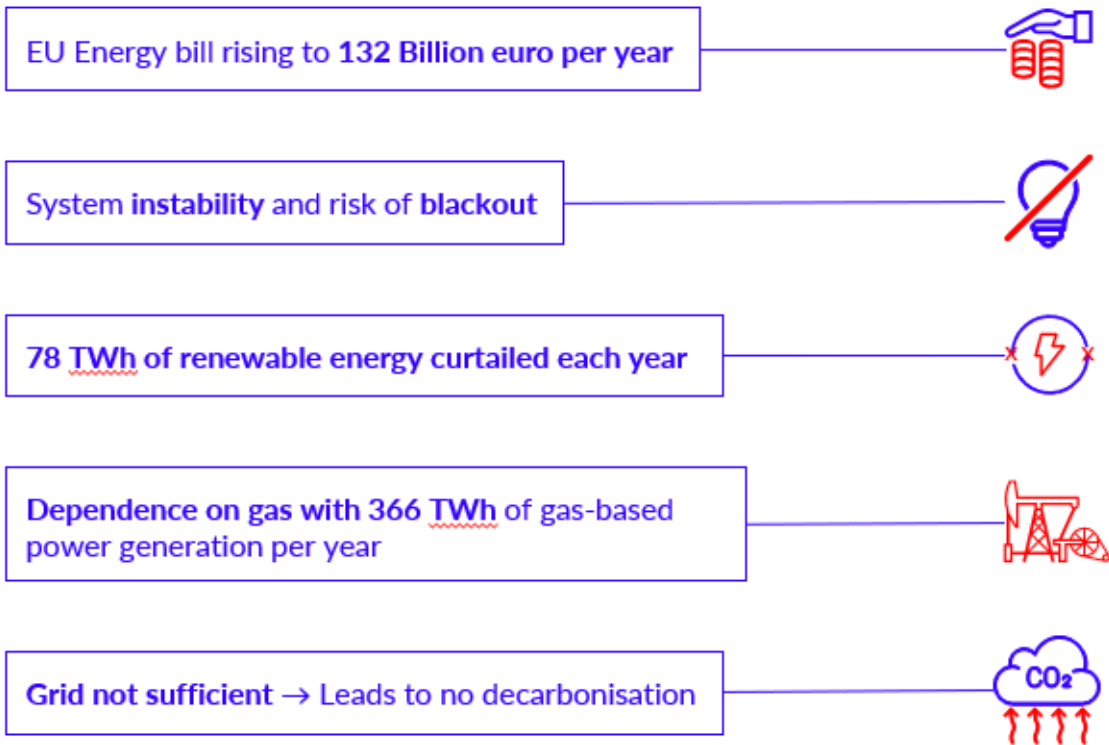 EU Energy bill rising to 132 Billion euro per year
System instability and risk of blackout
78 TWh of renewable energy curtailed each year
x x
Dependence on gas with 366 TWh of gas-based
power generation per year
Grid not sufficient → Leads to no decarbonisation
CO₂